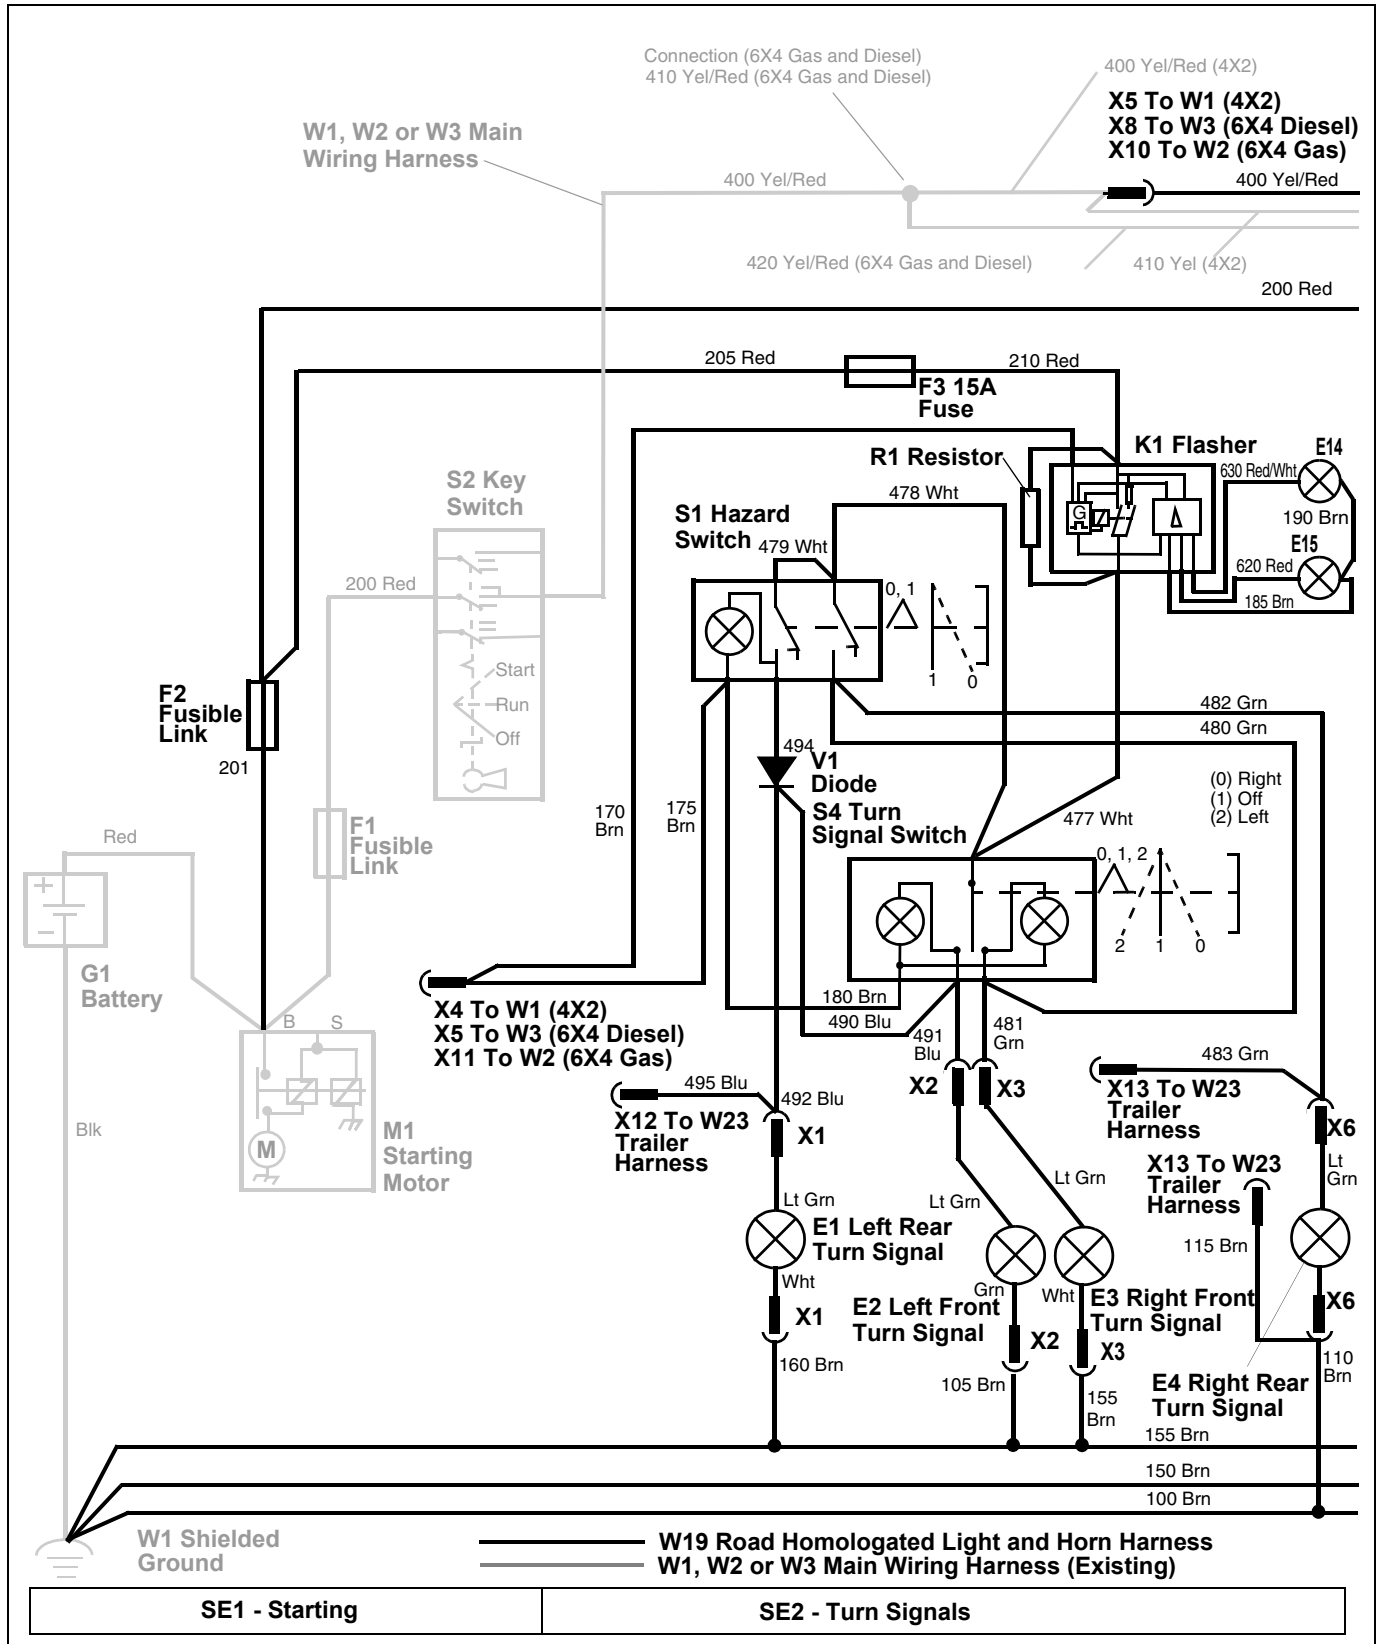 Connection (6X4 Gas and Diesel)
410 Yel/Red (6X4 Gas and Diesel)
400 Yel/Red (4X2)
X5 To W1 (4X2)
X8 To W3 (6X4 Diesel)
X10 To W2 (6X4 Gas)
W1, W2 or W3 Main
Wiring Harness
400 Yel/Red
400 Yel/Red
420 Yel/Red (6X4 Gas and Diesel)
410 Yel (4X2)
200 Red
205 Red
210 Red
F3 15A
Fuse
K1 Flasher
E14
R1 Resistor
630 Red/Wht
S2 Key
Switch
478 Wht
S1 Hazard
Switch
G
190 Brn
479 Wht
E15
620 Red
200 Red
0, 1
185 Brn
Start
1
0
F2
Fusible
Link
Run
Off
482 Grn
480 Grn
201
494
V1
Diode
(0) Right
(1) Off
(2) Left
170
Brn
175
Brn
S4 Turn
Signal Switch
477 Wht
F1
Fusible
Link
Red
0, 1, 2
+
−
2
1
0
G1
Battery
180 Brn
X4 To W1 (4X2)
X5 To W3 (6X4 Diesel)
X11 To W2 (6X4 Gas)
B
S
490 Blu
491
Blu
481
Grn
483 Grn
495 Blu
492 Blu
X2
X3
X13 To W23
Trailer
Harness
X12 To W23
Trailer
Harness
X1
X6
Blk
M
M1
Starting
Motor
X13 To W23
Trailer
Harness
Lt
Grn
Lt Grn
Lt Grn
Lt Grn
E1 Left Rear
Turn Signal
115 Brn
Wht
Grn
Wht
E2 Left Front
Turn Signal
E3 Right Front
Turn Signal
X1
X6
X2
X3
160 Brn
105 Brn
110
Brn
155
Brn
E4 Right Rear
Turn Signal
155 Brn
150 Brn
100 Brn
W1 Shielded
Ground
W19 Road Homologated Light and Horn Harness
W1, W2 or W3 Main Wiring Harness (Existing)
SE1 - Starting
SE2 - Turn Signals